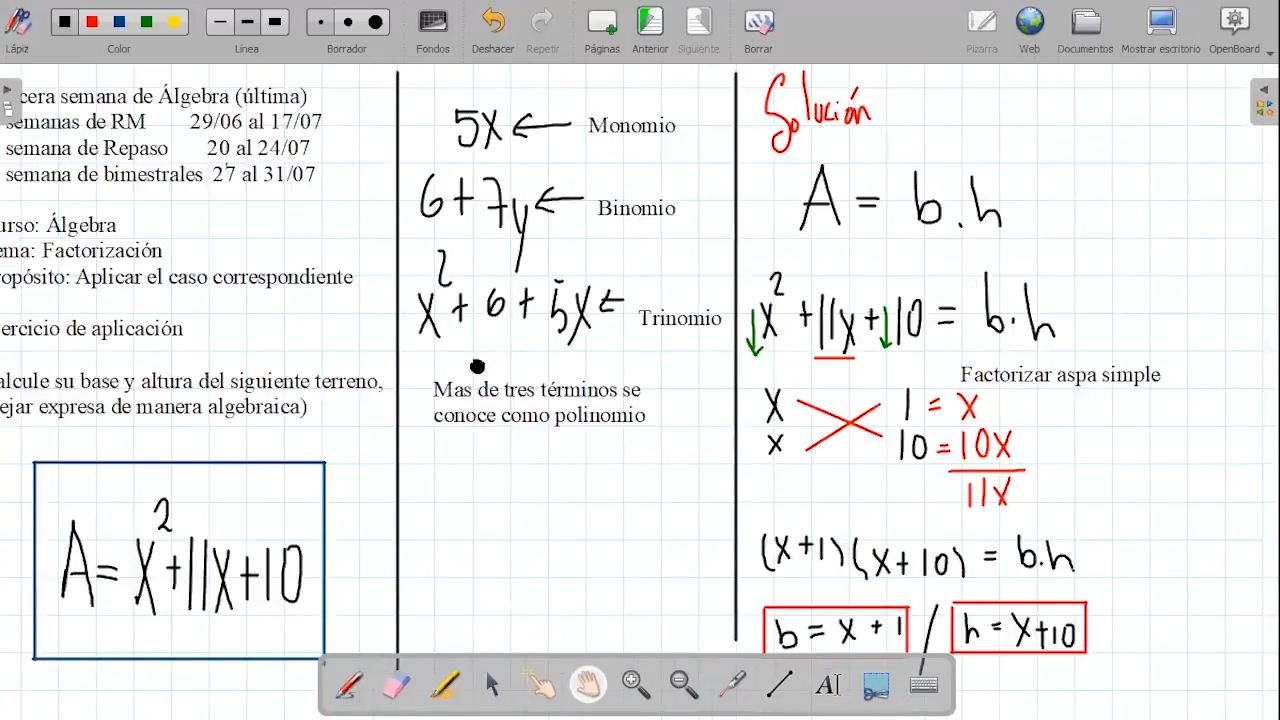 Lápiz
Color
Línea
Borrador
Fondos
Deshacer
Repetir
Páginas
Anterior
Siguiente
Borrar
Pizarra
Web
Documentos
Mostrar escritorio
OpenBoard
cera semana de Álgebra (última)
semanas de RM 29/06 al 17/07
semana de Repaso 20 al 24/07
semana de bimestrales 27 al 31/07
urso: Álgebra
ema: Factorización
ropósito: Aplicar el caso correspondiente
ercicio de aplicación
alcule su base y altura del siguiente terreno,
ejar expresa de manera algebraica)
A = x² + 11x + 10
5x ← Monomio
6 + 7y ← Binomio
x² + 6 + 5x ← Trinomio
Mas de tres términos se
conoce como polinomio
Solución
A = b . h
x² + 11x + 10 = b . h
Factorizar aspa simple
x 1 = x
x 10 = 10x
11x
(x+1)(x+10) = b.h
b = x + 1 / h = x+10
AI